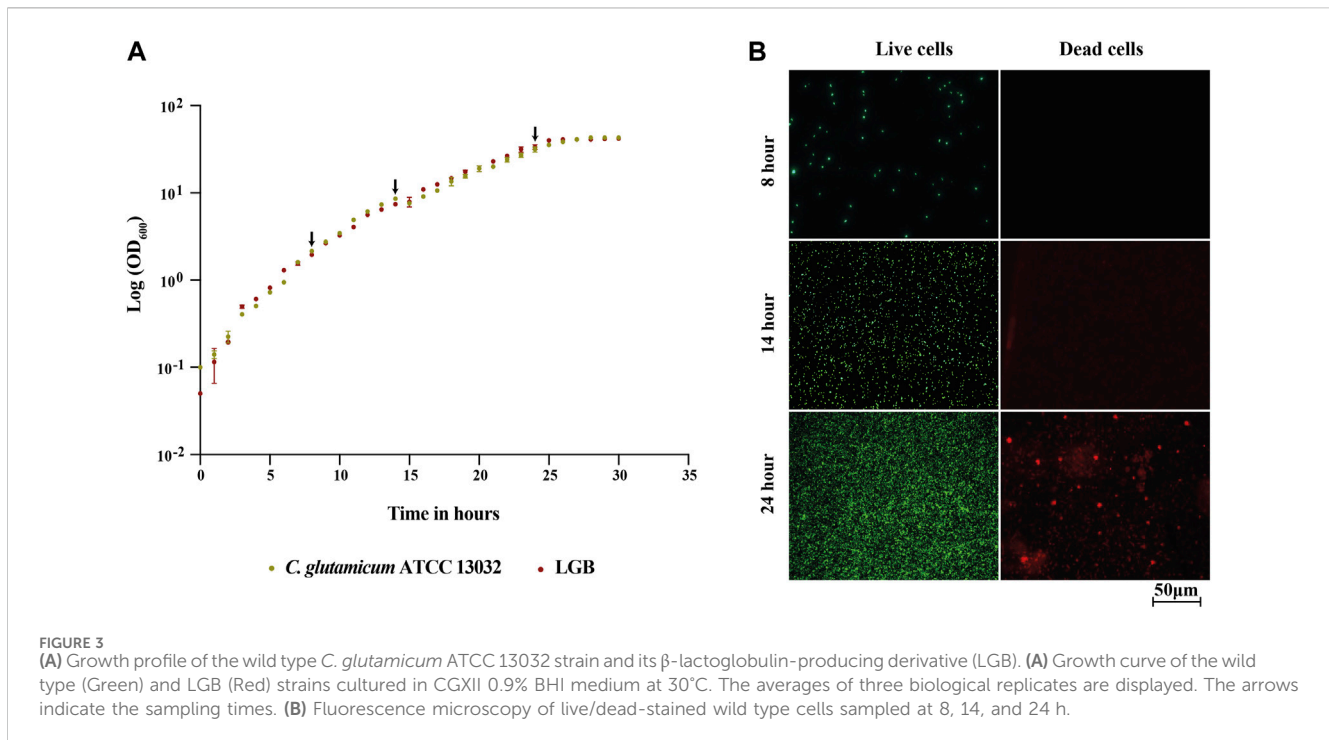 A
B
Live cells
Dead cells
10²
10¹
10⁰
10⁻¹
10⁻²
Log (OD₆₀₀)
0 5 10 15 20 25 30 35
Time in hours
C. glutamicum ATCC 13032
LGB
8 hour
14 hour
24 hour
50µm
FIGURE 3
(A) Growth profile of the wild type C. glutamicum ATCC 13032 strain and its β-lactoglobulin-producing derivative (LGB). (A) Growth curve of the wild
type (Green) and LGB (Red) strains cultured in CGXII 0.9% BHI medium at 30°C. The averages of three biological replicates are displayed. The arrows
indicate the sampling times. (B) Fluorescence microscopy of live/dead-stained wild type cells sampled at 8, 14, and 24 h.